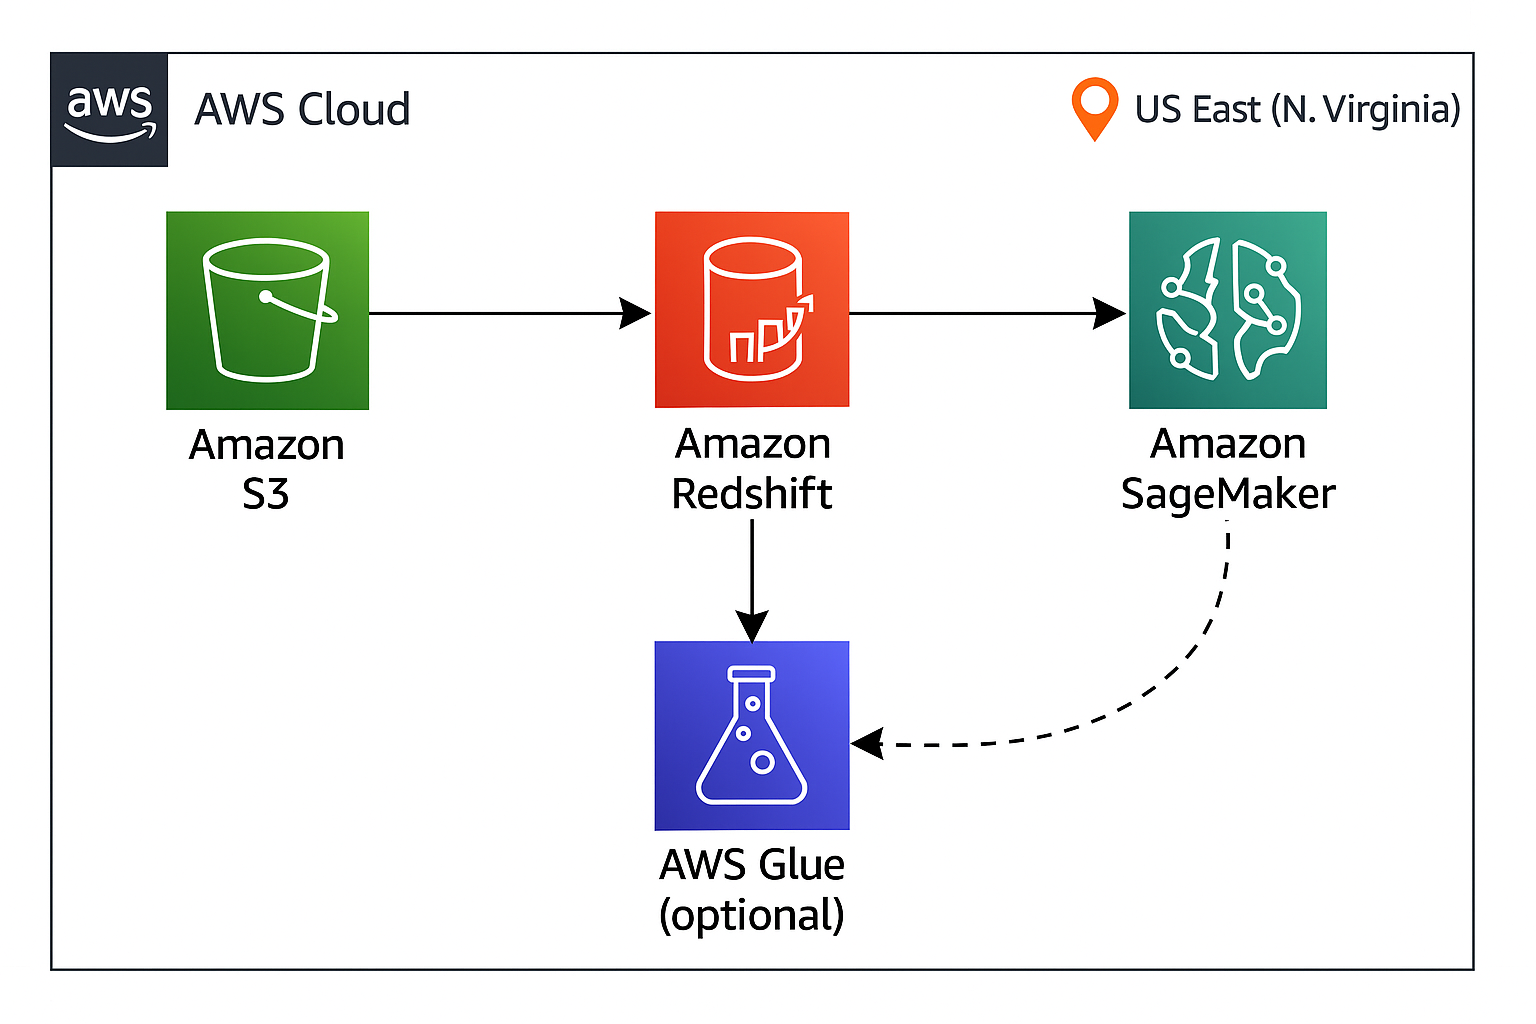 aws
AWS Cloud
US East (N. Virginia)
Amazon
S3
Amazon
Redshift
Amazon
SageMaker
AWS Glue
(optional)